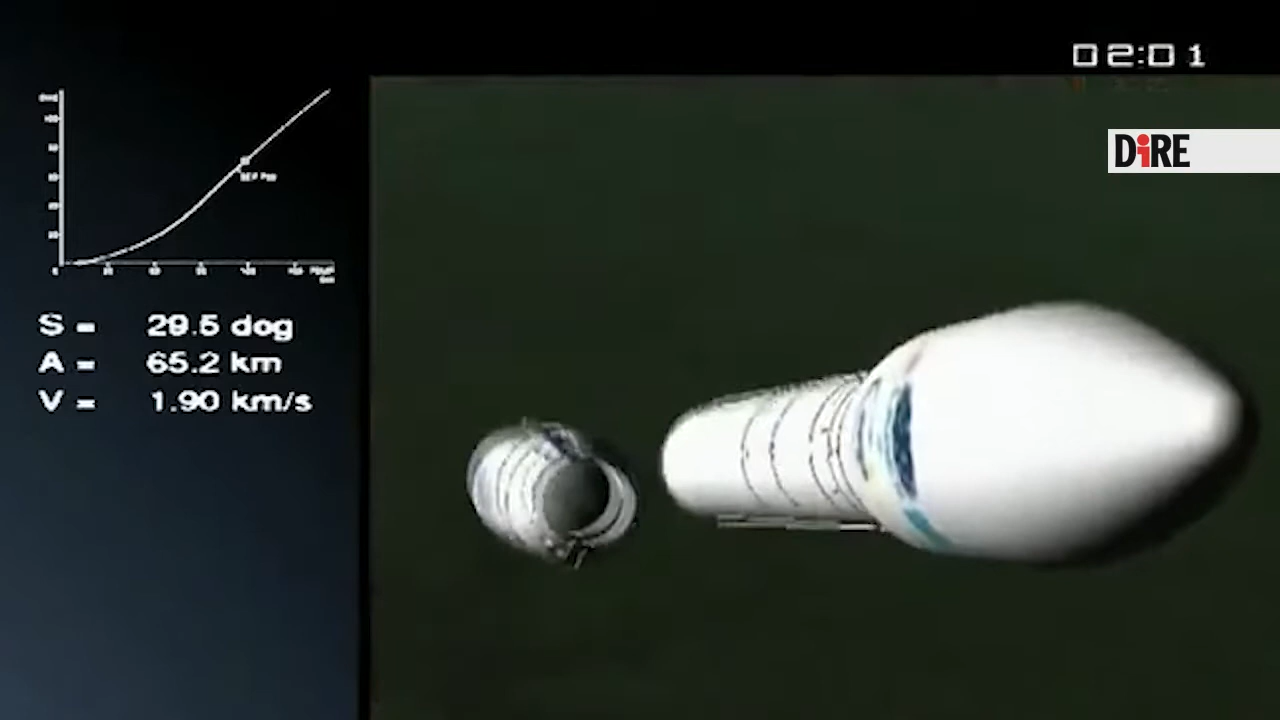 02:01
DiRE
S = 29.5 dog
A = 65.2 km
V = 1.90 km/s